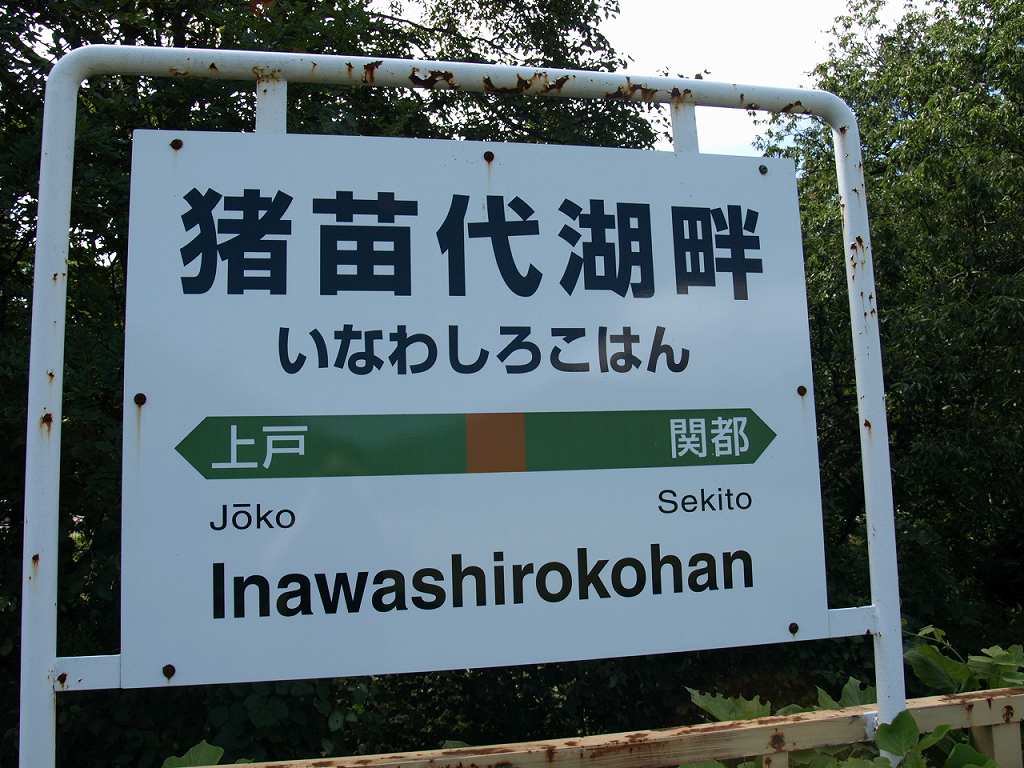 猪苗代湖畔
いなわしろこはん
上戸 関都
Jōko Sekito
Inawashirokohan